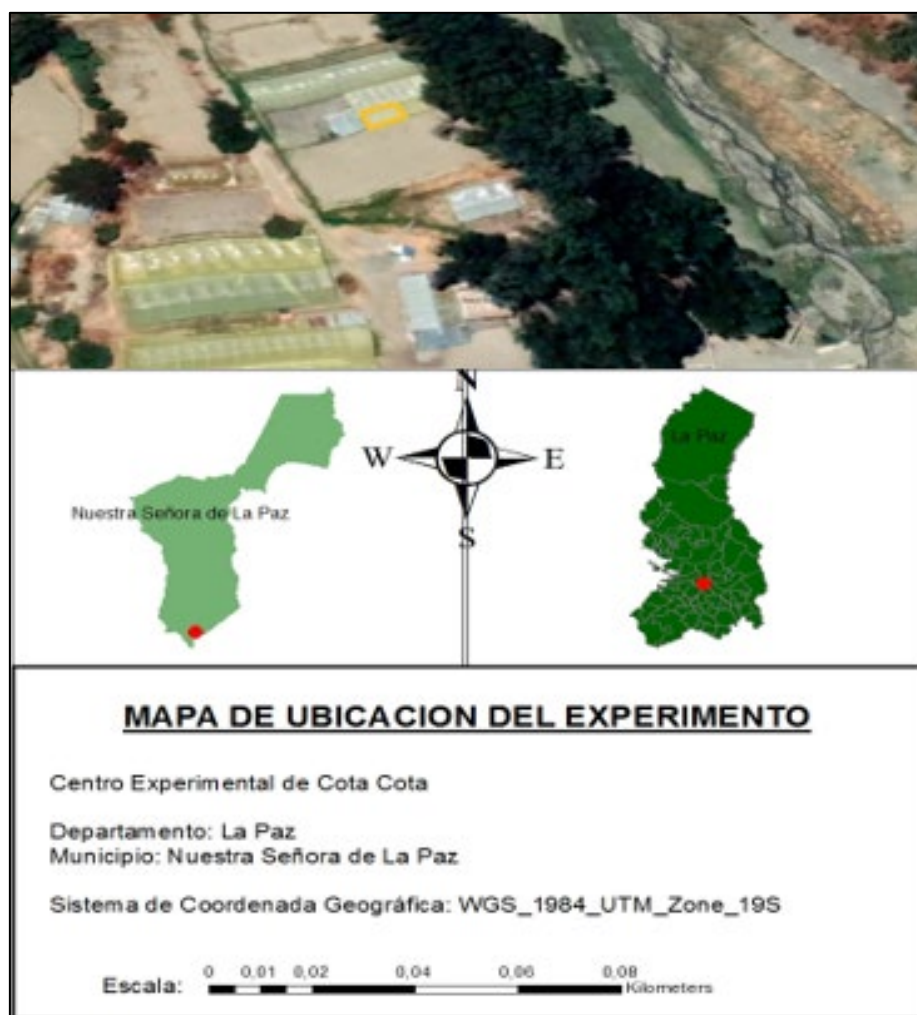 N
W E
S
Nuestra Señora de La Paz
La Paz
MAPA DE UBICACION DEL EXPERIMENTO
Centro Experimental de Cota Cota
Departamento: La Paz
Municipio: Nuestra Señora de La Paz
Sistema de Coordenada Geográfica: WGS_1984_UTM_Zone_19S
0 0,01 0,02 0,04 0,06 0,08
Escala: Kilometers